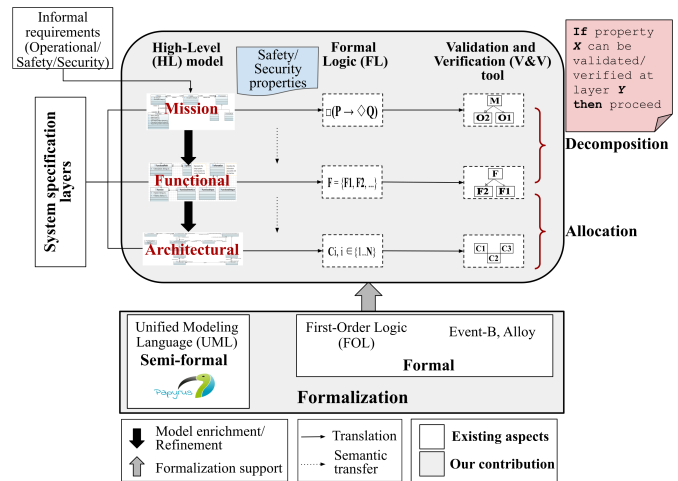 Informal
requirements
(Operational/
Safety/Security)
High-Level
(HL) model
Safety/
Security
properties
Formal
Logic (FL)
Validation and
Verification (V&V)
tool
If property
X can be
validated/
verified at
layer Y
then proceed
System specification
layers
Mission
□(P → ◇Q)
M
O2 O1
Decomposition
Functional
F = {F1, F2, ...}
F
F2 F1
Allocation
Architectural
Ci, i ∈ {1...N}
C1 C3
C2
Unified Modeling
Language (UML)
Semi-formal
Papyrus
First-Order Logic
(FOL)
Event-B, Alloy
Formal
Formalization
Model enrichment/
Refinement
Formalization support
Translation
Semantic
transfer
Existing aspects
Our contribution